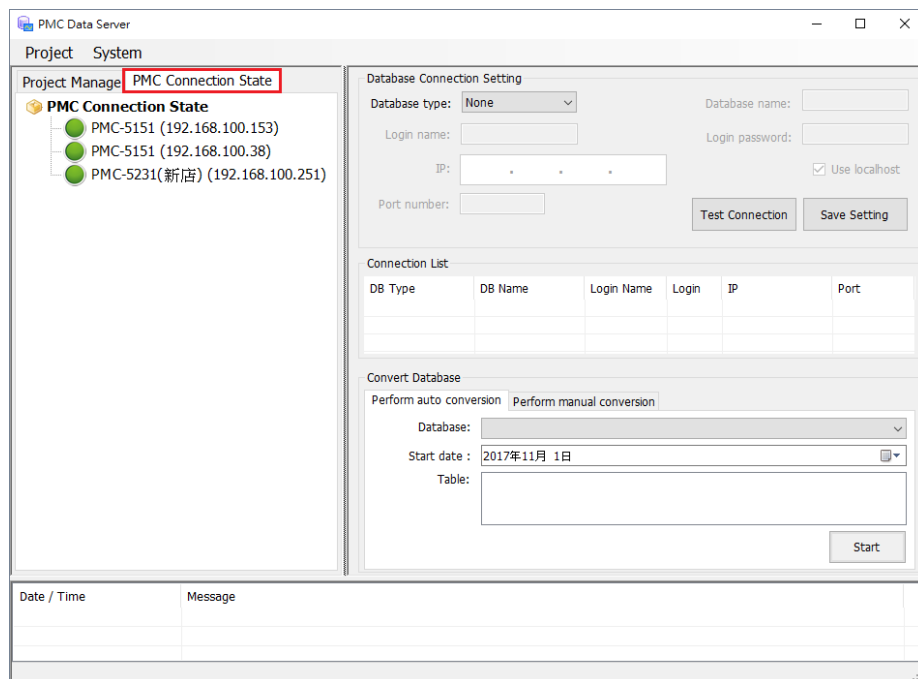 PMC Data Server
Project System
Project Manage PMC Connection State
PMC Connection State
PMC-5151 (192.168.100.153)
PMC-5151 (192.168.100.38)
PMC-5231(新店) (192.168.100.251)
Database Connection Setting
Database type: None Database name:
Login name: Login password:
IP: . . . Use localhost
Port number:
Test Connection Save Setting
Connection List
DB Type DB Name Login Name Login IP Port
Convert Database
Perform auto conversion Perform manual conversion
Database:
Start date : 2017年11月 1日
Table:
Start
Date / Time Message